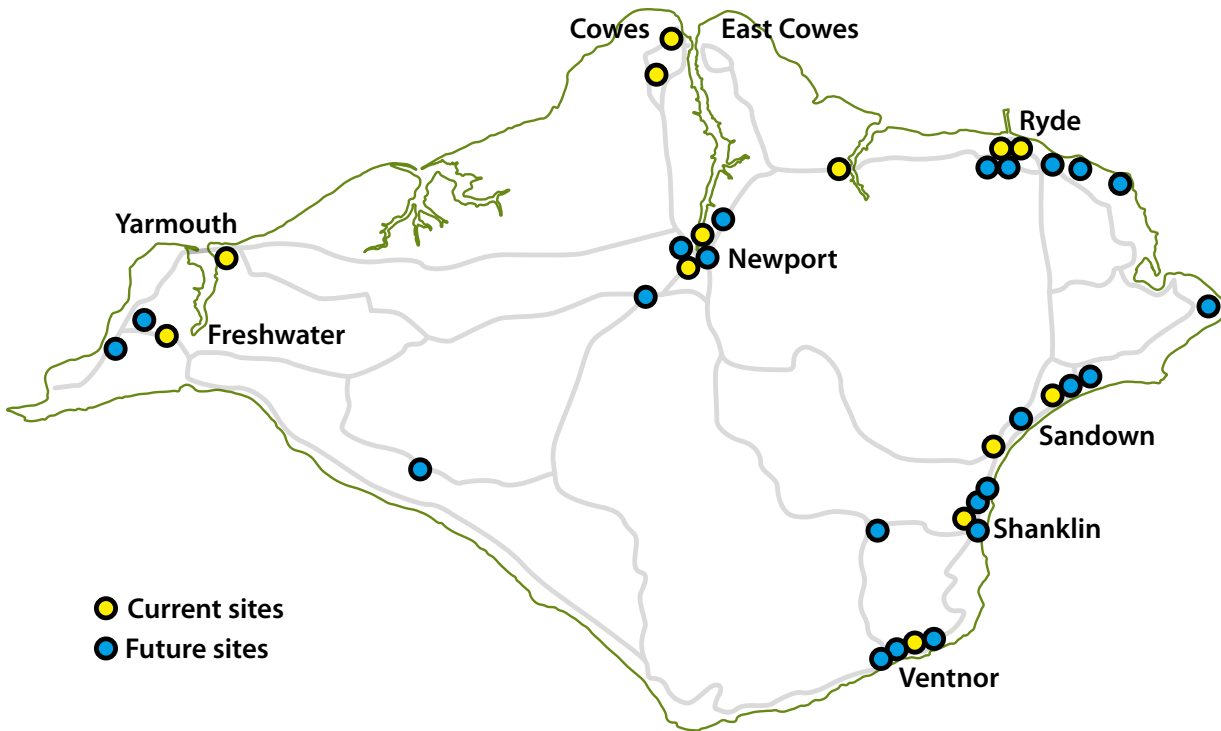 Cowes
East Cowes
Ryde
Yarmouth
Newport
Freshwater
Sandown
Shanklin
Current sites
Future sites
Ventnor